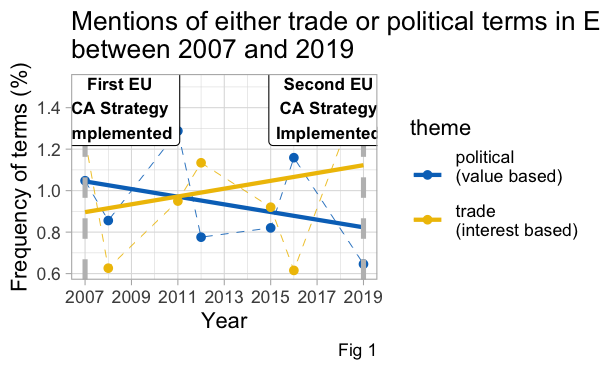 Mentions of either trade or political terms in E
between 2007 and 2019
First EU
CA Strategy
mplemented
Second EU
CA Strategy
Implemented
Frequency of terms (%)
1.4
1.2
1.0
0.8
0.6
2007 2009 2011 2013 2015 2017 2019
Year
theme
political
(value based)
trade
(interest based)
Fig 1